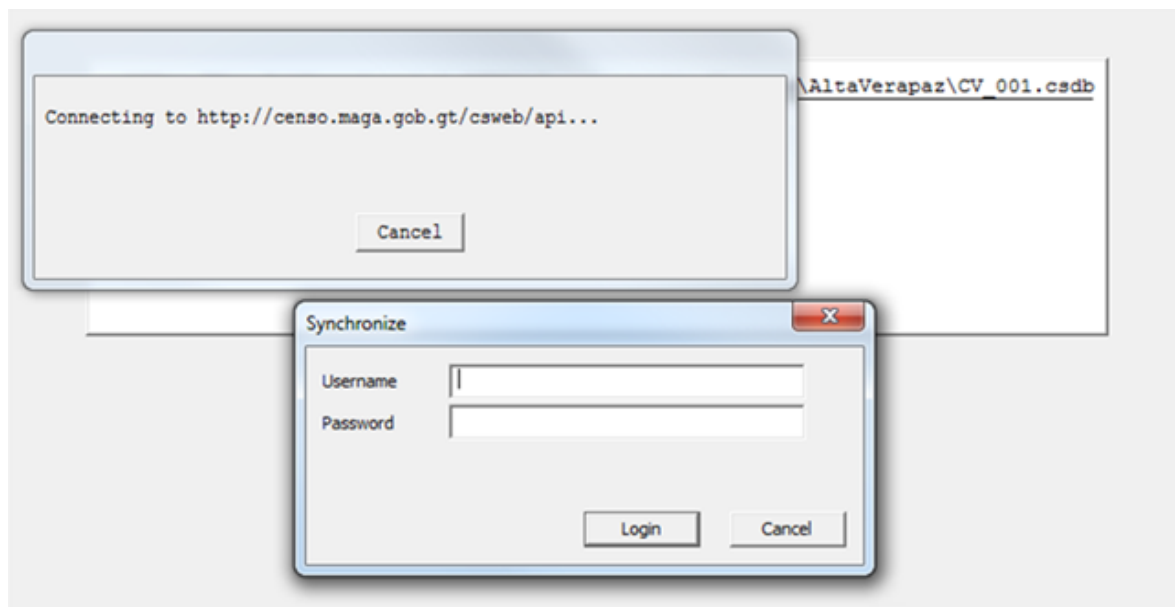 \AltaVerapaz\CV_001.csdb
Connecting to http://censo.maga.gob.gt/csweb/api...
Cancel
Synchronize
Username
Password
Login
Cancel